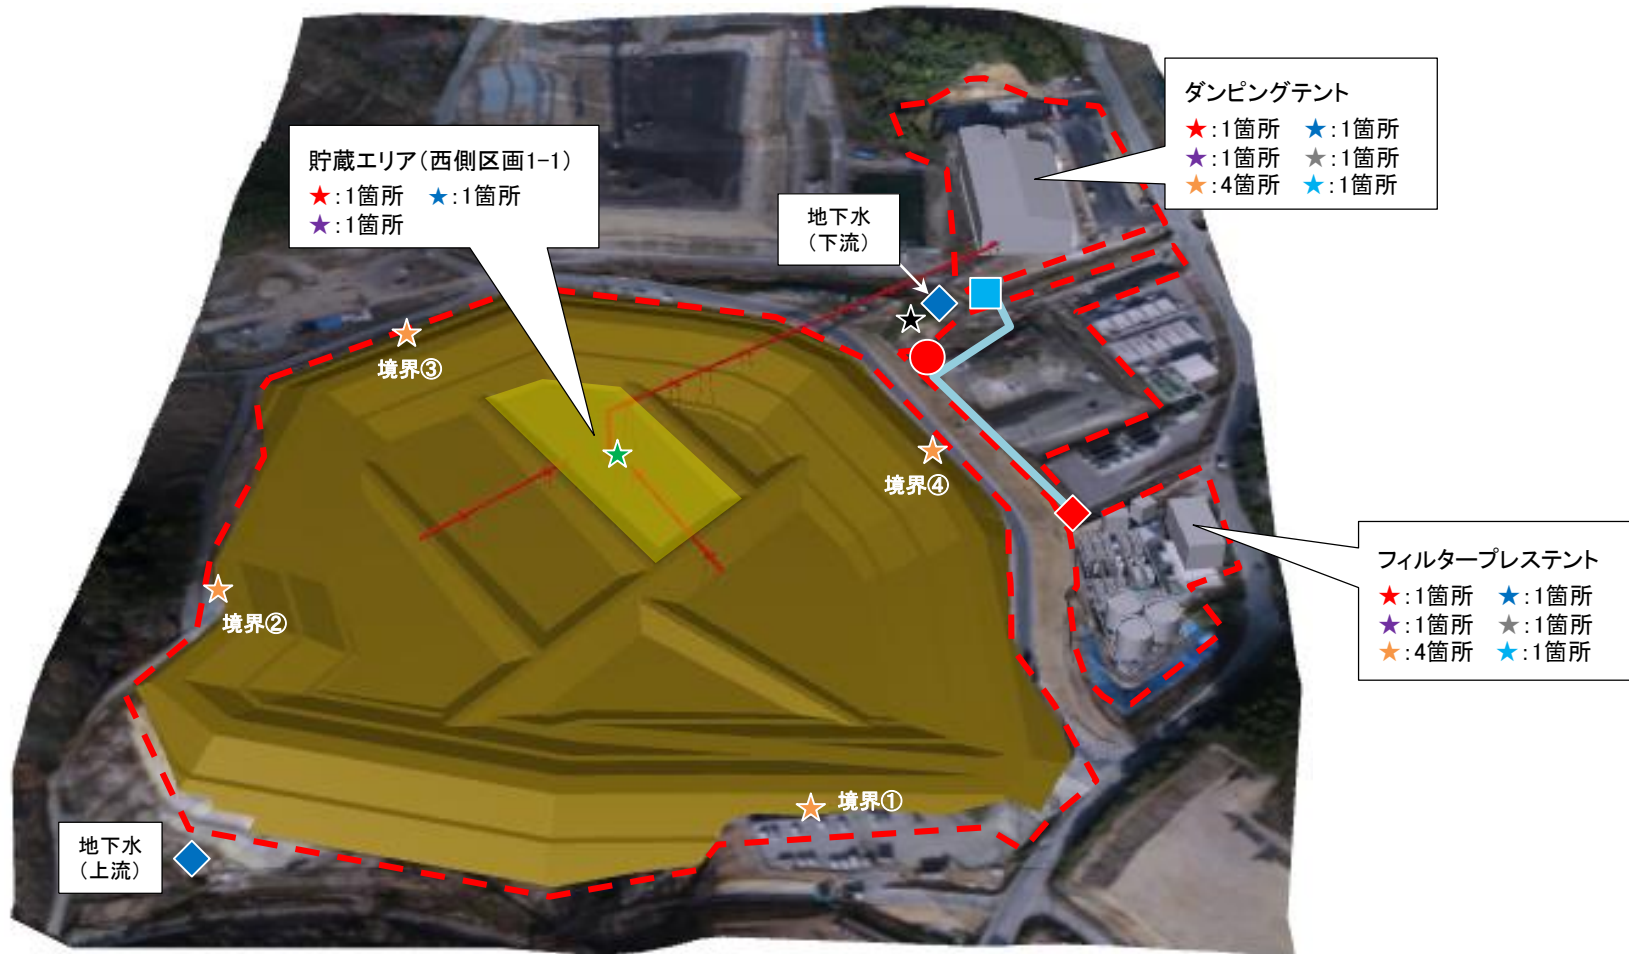 ダンピングテント
★:1箇所 ★:1箇所
★:1箇所 ★:1箇所
★:4箇所 ★:1箇所
貯蔵エリア(西側区画1-1)
★:1箇所 ★:1箇所
★:1箇所
地下水
(下流)
境界③
境界④
フィルタープレステント
★:1箇所 ★:1箇所
★:1箇所 ★:1箇所
★:4箇所 ★:1箇所
境界②
境界①
地下水
(上流)